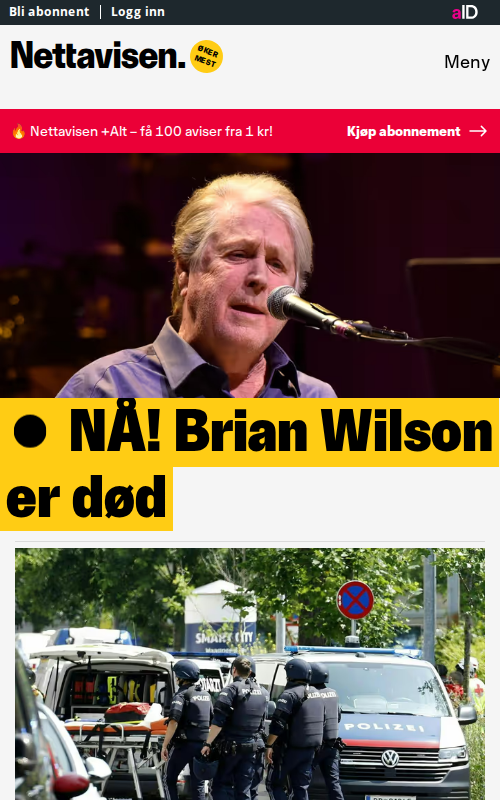 Bli abonnent | Logg inn
aID
Nettavisen.
ØKER
MEST
Meny
🔥 Nettavisen +Alt – få 100 aviser fra 1 kr!
Kjøp abonnement →
● NÅ! Brian Wilson
er død
SMART CITY
POLIZEI
POLIZEI
POLIZEI